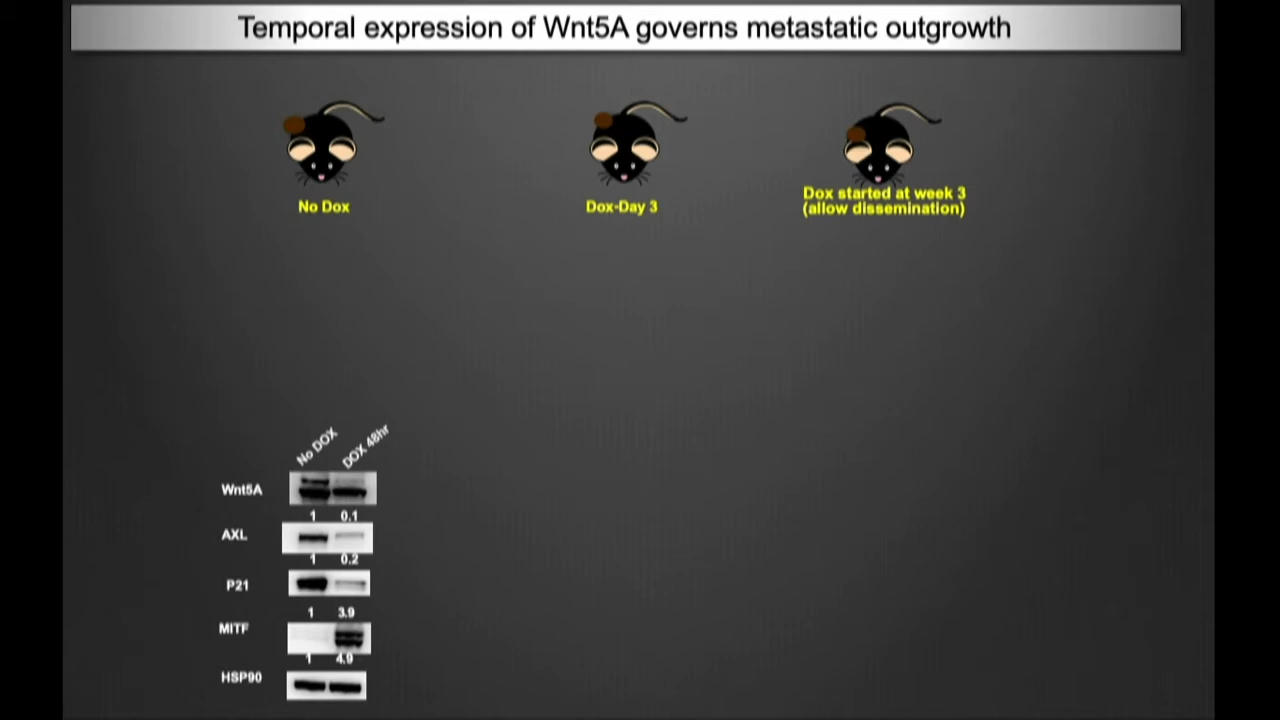 Temporal expression of Wnt5A governs metastatic outgrowth
No Dox
Dox-Day 3
Dox started at week 3
(allow dissemination)
No DOX
DOX 48hr
Wnt5A
1 0.1
AXL
1 0.2
P21
1 3.9
MITF
1 4.9
HSP90